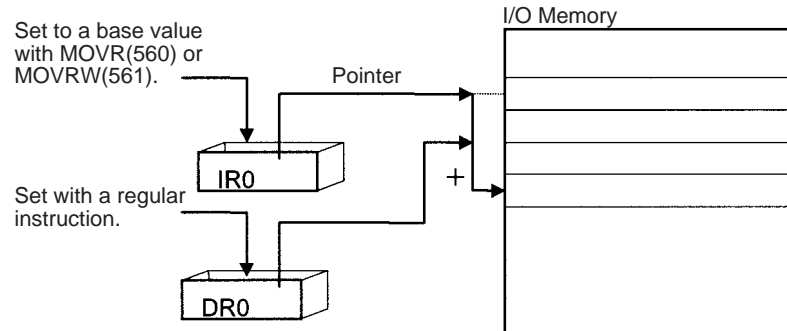 I/O Memory
Set to a base value
with MOVR(560) or
MOVRW(561).
Pointer
IR0
+
Set with a regular
instruction.
DR0